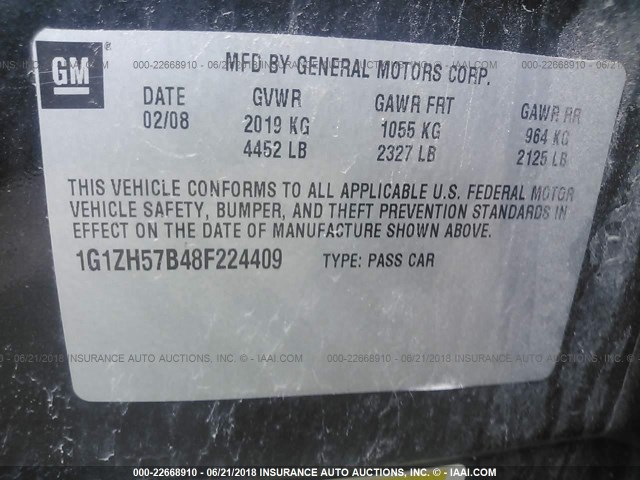 GM
MFD BY GENERAL MOTORS CORP.
DATE GVWR GAWR FRT GAWR RR
02/08 2019 KG 1055 KG 964 KG
4452 LB 2327 LB 2125 LB
THIS VEHICLE CONFORMS TO ALL APPLICABLE U.S. FEDERAL MOTOR
VEHICLE SAFETY, BUMPER, AND THEFT PREVENTION STANDARDS IN
EFFECT ON THE DATE OF MANUFACTURE SHOWN ABOVE.
1G1ZH57B48F224409 TYPE: PASS CAR
000-22668910 - 06/21/2018 INSURANCE AUTO AUCTIONS, INC. © - IAAI.COM